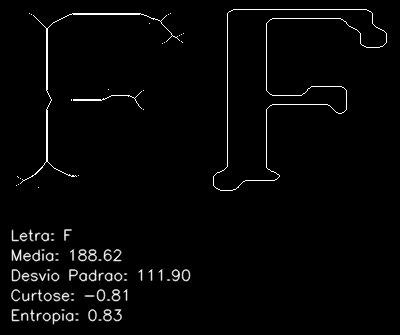 F F
Letra: F
Media: 188.62
Desvio Padrao: 111.90
Curtose: -0.81
Entropia: 0.83